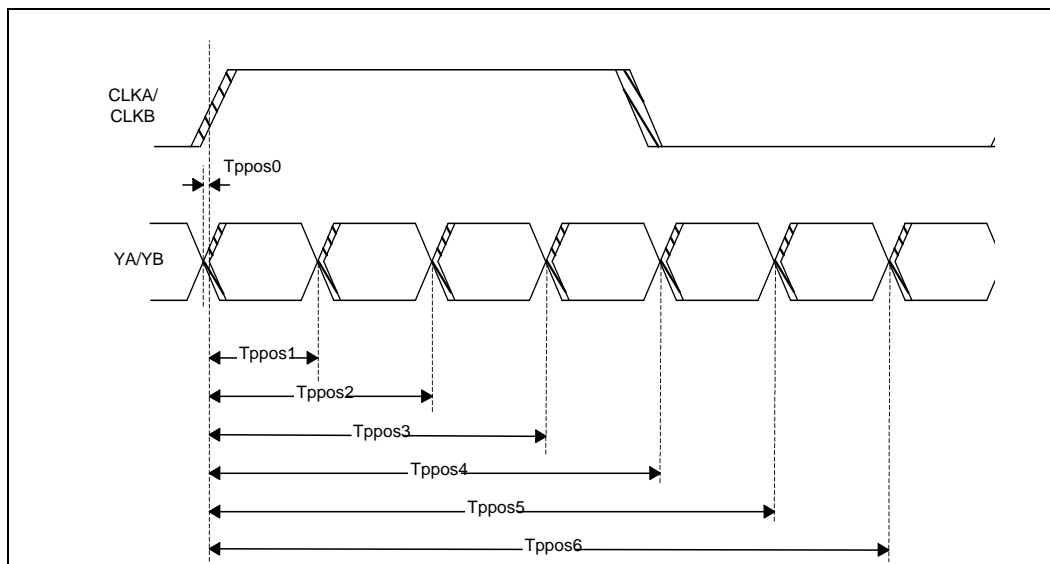 CLKA/
CLKB
Tppos0
YA/YB
Tppos1
Tppos2
Tppos3
Tppos4
Tppos5
Tppos6